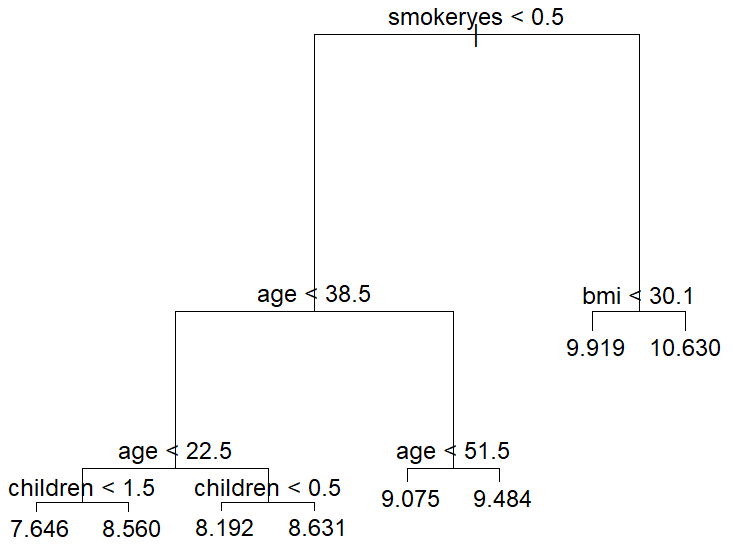 smokeryes < 0.5
age < 38.5
bmi < 30.1
9.919 10.630
age < 22.5
age < 51.5
children < 1.5
children < 0.5
9.075 9.484
7.646 8.560 8.192 8.631